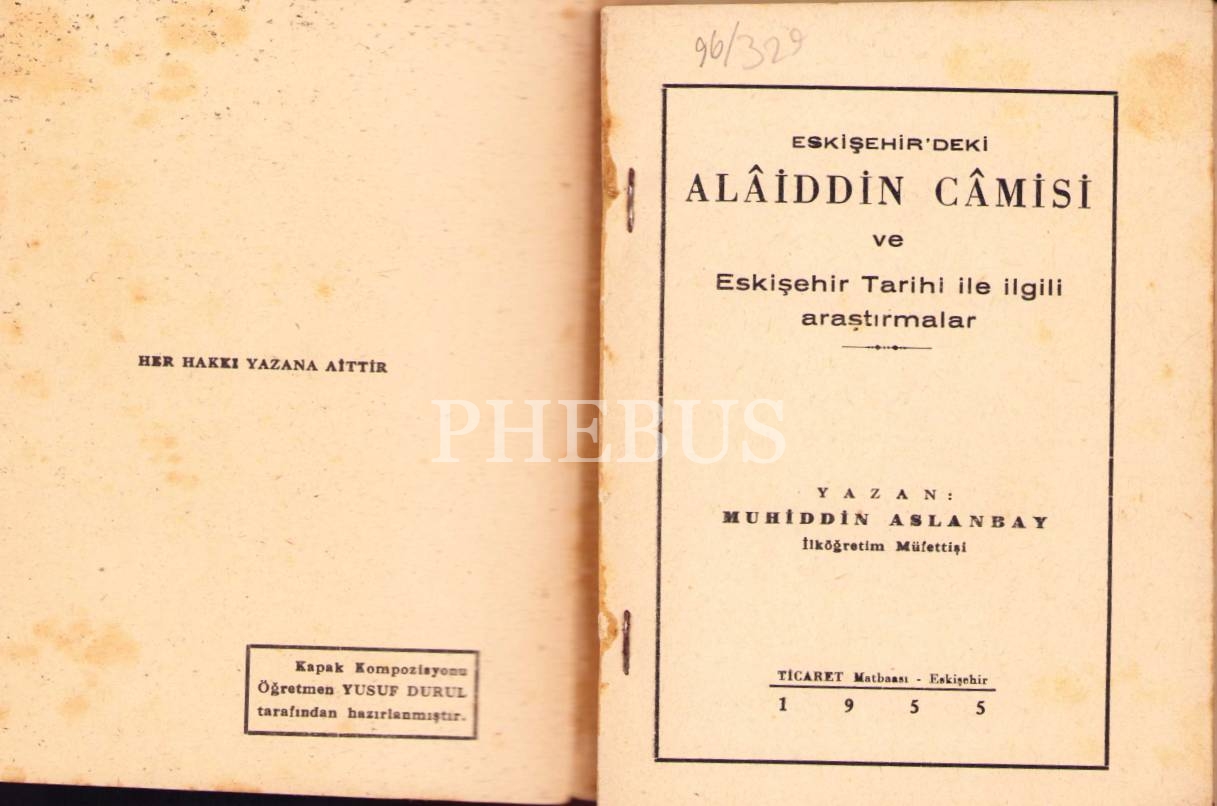 HER HAKKI YAZANA AİTTİR
Kapak Kompozisyonu
Öğretmen YUSUF DURUL
tarafından hazırlanmıştır.
96/329
ESKİŞEHİR'DEKİ
ALÂİDDİN CÂMİSİ
ve
Eskişehir Tarihi ile ilgili
araştırmalar
YAZAN:
MUHİDDİN ASLANBAY
İlköğretim Müfettişi
TİCARET Matbaası - Eskişehir
1955
PHEBUS